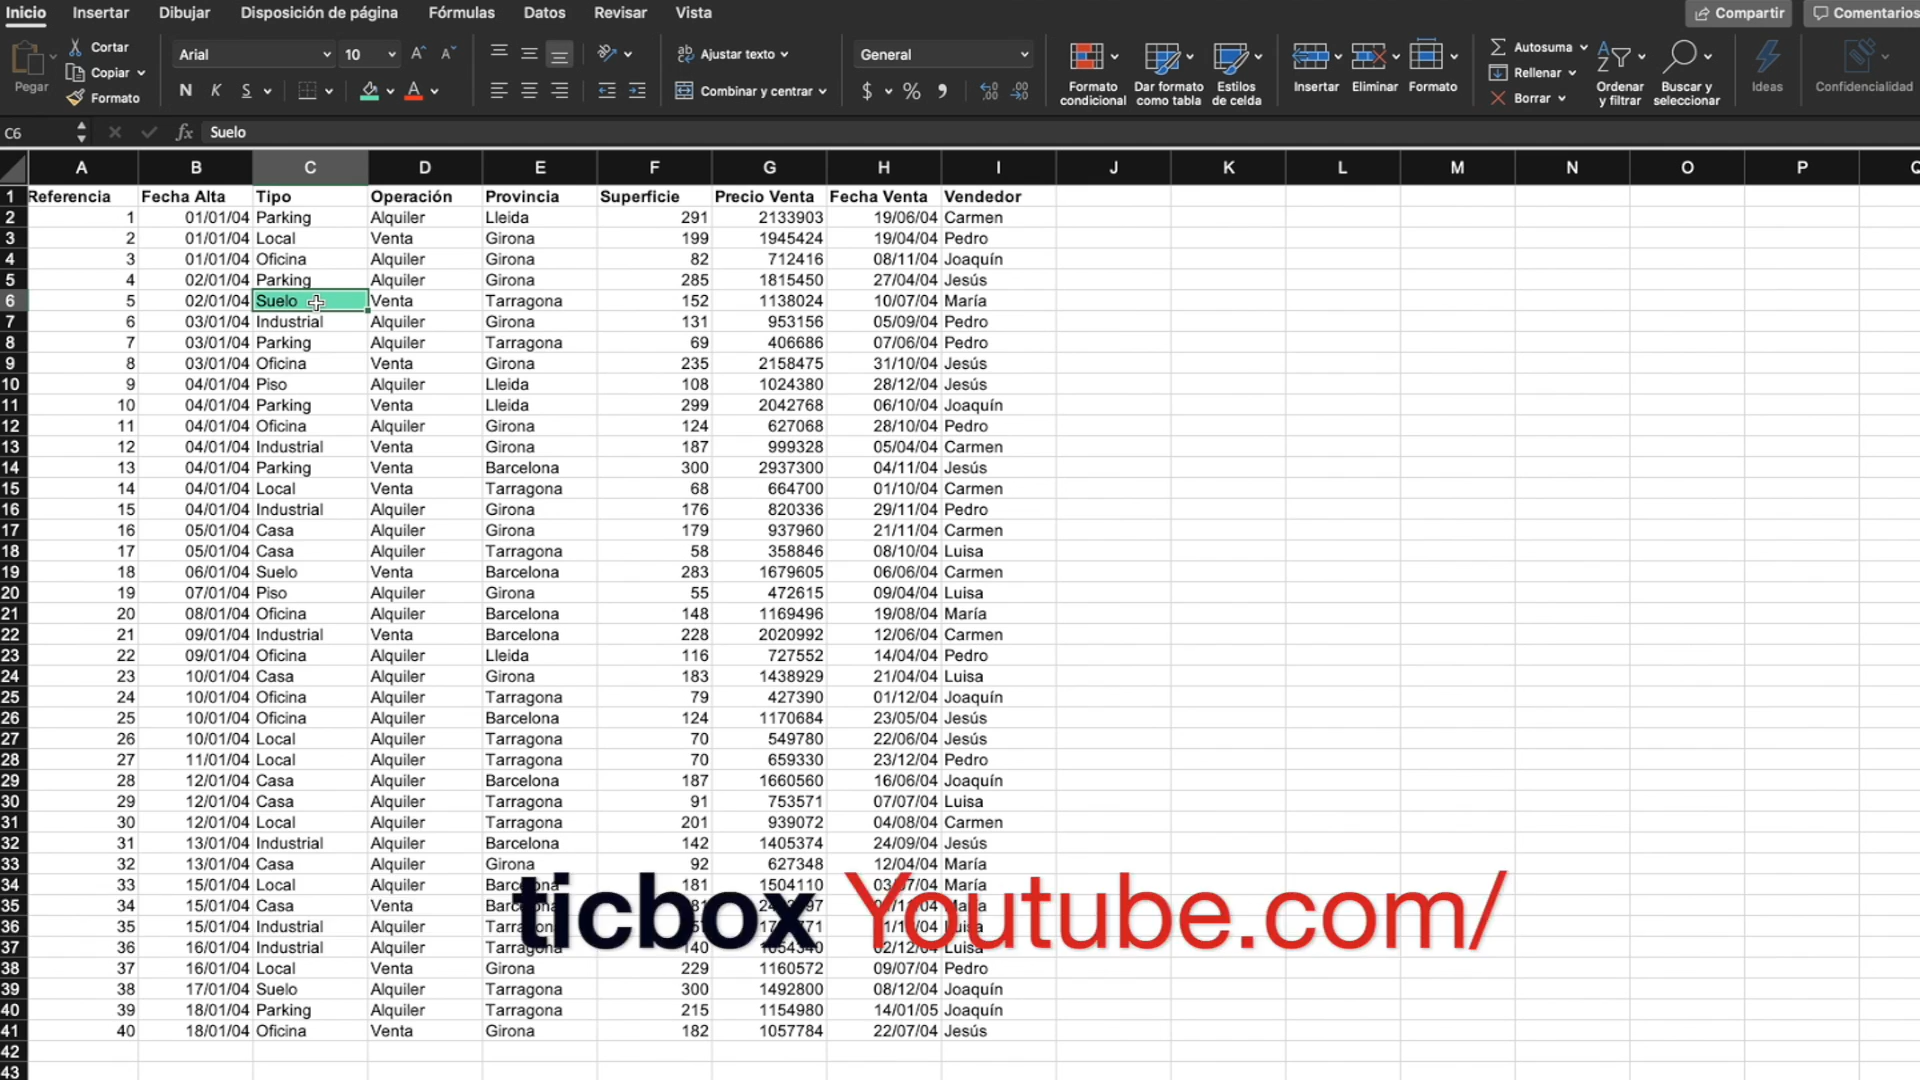 Inicio Insertar Dibujar Disposición de página Fórmulas Datos Revisar Vista Compartir Comentarios
Pegar Cortar Copiar Formato
Arial 10 A A
N K S A
Ajustar texto
Combinar y centrar
General
$ % ,
Formato condicional
Dar formato como tabla
Estilos de celda
Insertar Eliminar Formato
Autosuma
Rellenar
Borrar
Ordenar y filtrar
Buscar y seleccionar
Ideas
Confidencialidad
C6 fx Suelo
A B C D E F G H I J K L M N O P Q
1 Referencia Fecha Alta Tipo Operación Provincia Superficie Precio Venta Fecha Venta Vendedor
2 1 01/01/04 Parking Alquiler Lleida 291 2133903 19/06/04 Carmen
3 2 01/01/04 Local Venta Girona 199 1945424 19/04/04 Pedro
4 3 01/01/04 Oficina Alquiler Girona 82 712416 08/11/04 Joaquín
5 4 02/01/04 Parking Alquiler Girona 285 1815450 27/04/04 Jesús
6 5 02/01/04 Suelo Venta Tarragona 152 1138024 10/07/04 María
7 6 03/01/04 Industrial Alquiler Girona 131 953156 05/09/04 Pedro
8 7 03/01/04 Parking Alquiler Tarragona 69 406686 07/06/04 Pedro
9 8 03/01/04 Oficina Venta Girona 235 2158475 31/10/04 Jesús
10 9 04/01/04 Piso Alquiler Lleida 108 1024380 28/12/04 Jesús
11 10 04/01/04 Parking Venta Lleida 299 2042768 06/10/04 Joaquín
12 11 04/01/04 Oficina Alquiler Girona 124 627068 28/10/04 Pedro
13 12 04/01/04 Industrial Venta Girona 187 999328 05/04/04 Carmen
14 13 04/01/04 Parking Venta Barcelona 300 2937300 04/11/04 Jesús
15 14 04/01/04 Local Venta Tarragona 68 664700 01/10/04 Carmen
16 15 04/01/04 Industrial Alquiler Girona 176 820336 29/11/04 Pedro
17 16 05/01/04 Casa Alquiler Girona 179 937960 21/11/04 Carmen
18 17 05/01/04 Casa Alquiler Tarragona 58 358846 08/10/04 Luisa
19 18 06/01/04 Suelo Venta Barcelona 283 1679605 06/06/04 Carmen
20 19 07/01/04 Piso Alquiler Girona 55 472615 09/04/04 Luisa
21 20 08/01/04 Oficina Alquiler Barcelona 148 1169496 19/08/04 María
22 21 09/01/04 Industrial Venta Barcelona 228 2020992 12/06/04 Carmen
23 22 09/01/04 Oficina Alquiler Lleida 116 727552 14/04/04 Pedro
24 23 10/01/04 Casa Alquiler Girona 183 1438929 21/04/04 Luisa
25 24 10/01/04 Oficina Alquiler Tarragona 79 427390 01/12/04 Joaquín
26 25 10/01/04 Oficina Alquiler Barcelona 124 1170684 23/05/04 Jesús
27 26 10/01/04 Local Alquiler Tarragona 70 549780 22/06/04 Jesús
28 27 11/01/04 Local Alquiler Tarragona 70 659330 23/12/04 Pedro
29 28 12/01/04 Casa Alquiler Barcelona 187 1660560 16/06/04 Joaquín
30 29 12/01/04 Casa Alquiler Tarragona 91 753571 07/07/04 Luisa
31 30 12/01/04 Local Alquiler Tarragona 201 939072 04/08/04 Carmen
32 31 13/01/04 Industrial Alquiler Barcelona 142 1405374 24/09/04 Jesús
33 32 13/01/04 Casa Alquiler Girona 92 627348 12/04/04 María
34 33 15/01/04 Local Alquiler Barcelona 181 1504110 María
35 34 15/01/04 Casa Venta
36 35 15/01/04 Industrial Alquiler Luisa
37 36 16/01/04 Industrial Alquiler Tarragona 140 Luisa
ticbox Youtube.com/
38 37 16/01/04 Local Venta Girona 229 1160572 09/07/04 Pedro
39 38 17/01/04 Suelo Alquiler Tarragona 300 1492800 08/12/04 Joaquín
40 39 18/01/04 Parking Alquiler Tarragona 215 1154980 14/01/05 Joaquín
41 40 18/01/04 Oficina Venta Girona 182 1057784 22/07/04 Jesús
42
43